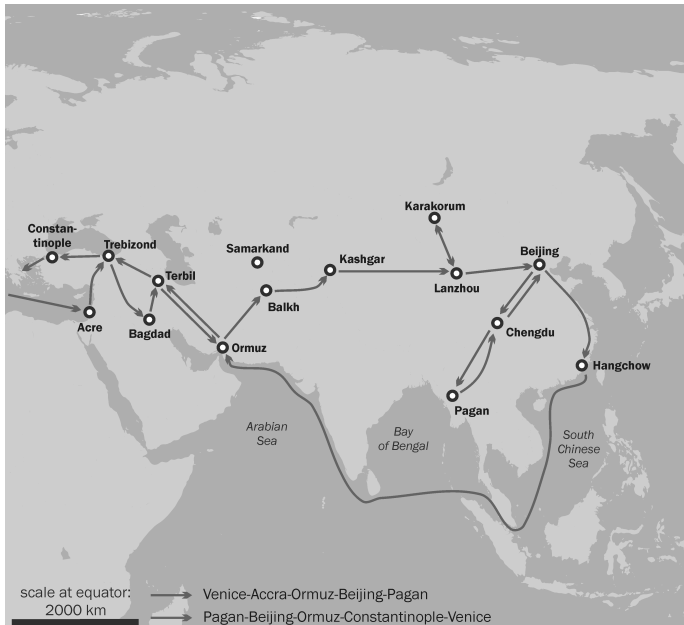 Karakorum
Constan-
tinople
Trebizond
Samarkand
Kashgar
Beijing
Terbil
Lanzhou
Balkh
Acre
Bagdad
Ormuz
Chengdu
Hangchow
Pagan
Arabian
Sea
Bay
of Bengal
South
Chinese
Sea
scale at equator:
2000 km
Venice-Accra-Ormuz-Beijing-Pagan
Pagan-Beijing-Ormuz-Constantinople-Venice